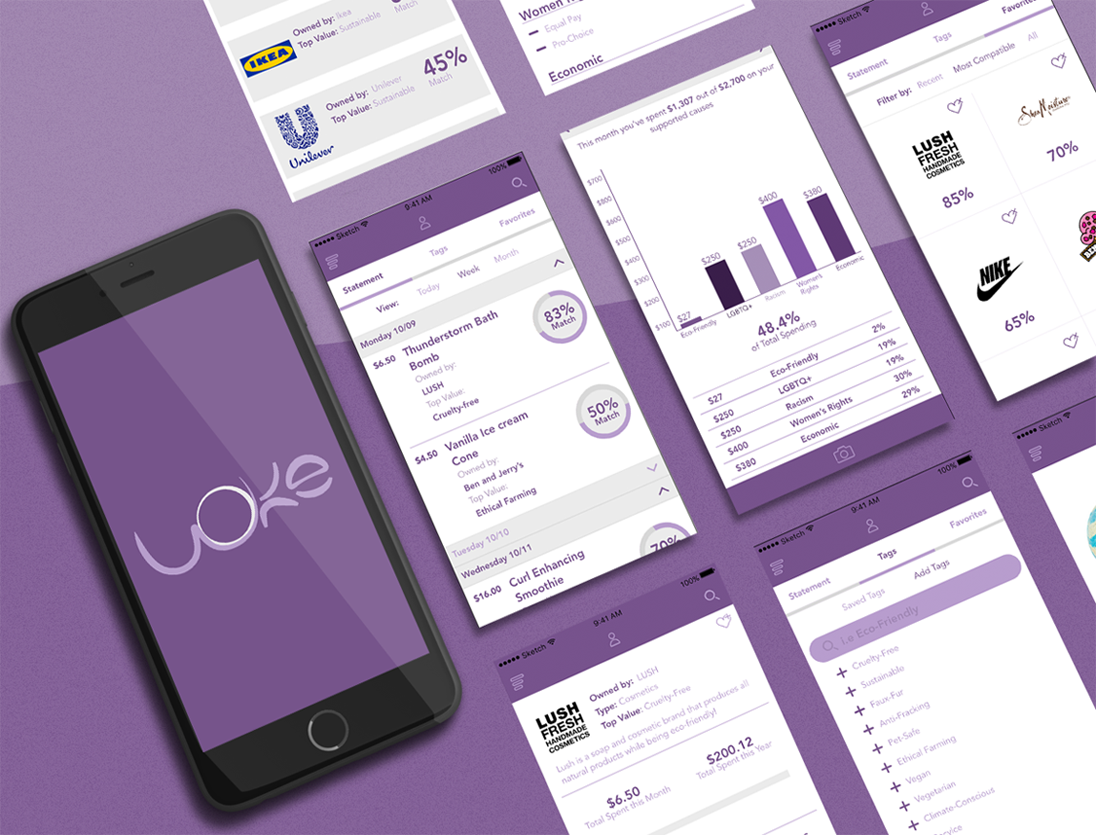 IKEA
Owned by: Ikea
Top Value: Sustainable
Match
Unilever
Owned by: Unilever
Top Value: Sustainable
45%
Match
Equal Pay
Pro-Choice
Economic
This month you've spent $1,307 out of $2,700 on your
supported causes
$700
$800
$600
$500
$400
$300
$200
$100
$27
$250
$250
$400
$380
Eco-Friendly
LGBTQ+
Racism
Women's
Rights
Economic
48.4%
of Total Spending
$27 Eco-Friendly 2%
$250 LGBTQ+ 19%
$250 Racism 19%
$400 Women's Rights 30%
$380 Economic 29%
Sketch 9:41 AM
Statement Tags Favorites
Filter by: Recent Most Compatible All
LUSH
FRESH
HANDMADE
COSMETICS
85%
SheaMoisture
70%
NIKE
65%
uoke
Sketch 9:41 AM 100%
Statement Tags Favorites
View: Today Week Month
Monday 10/09
$6.50 Thunderstorm Bath
Bomb
Owned by:
LUSH
Top Value:
Cruelty-free
83%
Match
$4.50 Vanilla Ice cream
Cone
Owned by:
Ben and Jerry's
Top Value:
Ethical Farming
50%
Match
Tuesday 10/10
Wednesday 10/11
$16.00 Curl Enhancing
Smoothie
70%
Sketch 9:41 AM 100%
LUSH
FRESH
HANDMADE
COSMETICS
Owned by: LUSH
Type: Cosmetics
Top Value: Cruelty-Free
Lush is a soap and cosmetic brand that produces all
natural products while being eco-friendly!
$6.50
Total Spent this Month
$200.12
Total Spent this Year
Sketch 9:41 AM 100%
Statement Tags Favorites
Saved Tags Add Tags
i.e Eco-Friendly
Cruelty-Free
Sustainable
Faux-Fur
Anti-Fracking
Pet-Safe
Ethical Farming
Vegan
Vegetarian
Climate-Conscious
Sketch